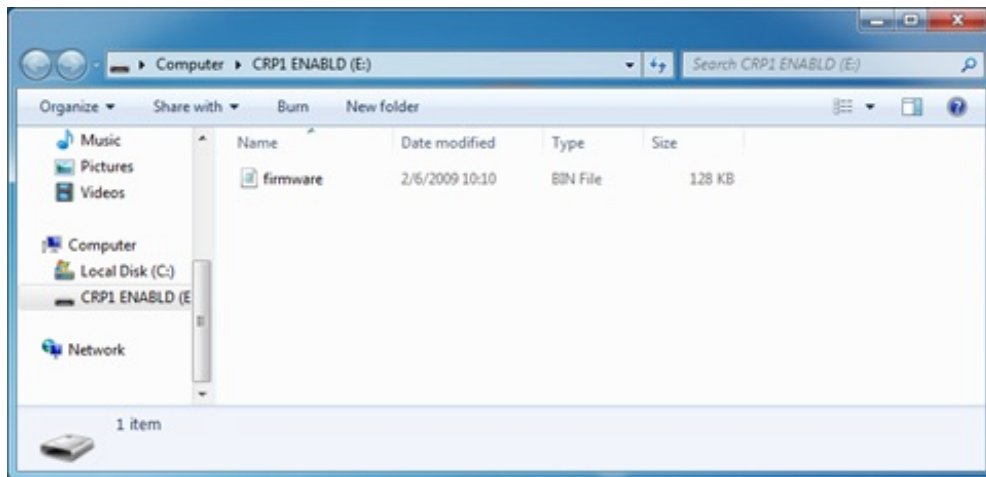 Computer ▸ CRP1 ENABLD (E:)
Search CRP1 ENABLD (E:)
Organize Share with Burn New folder
Music
Pictures
Videos
Computer
Local Disk (C:)
CRP1 ENABLD (E
Network
Name Date modified Type Size
firmware 2/6/2009 10:10 BIN File 128 KB
1 item